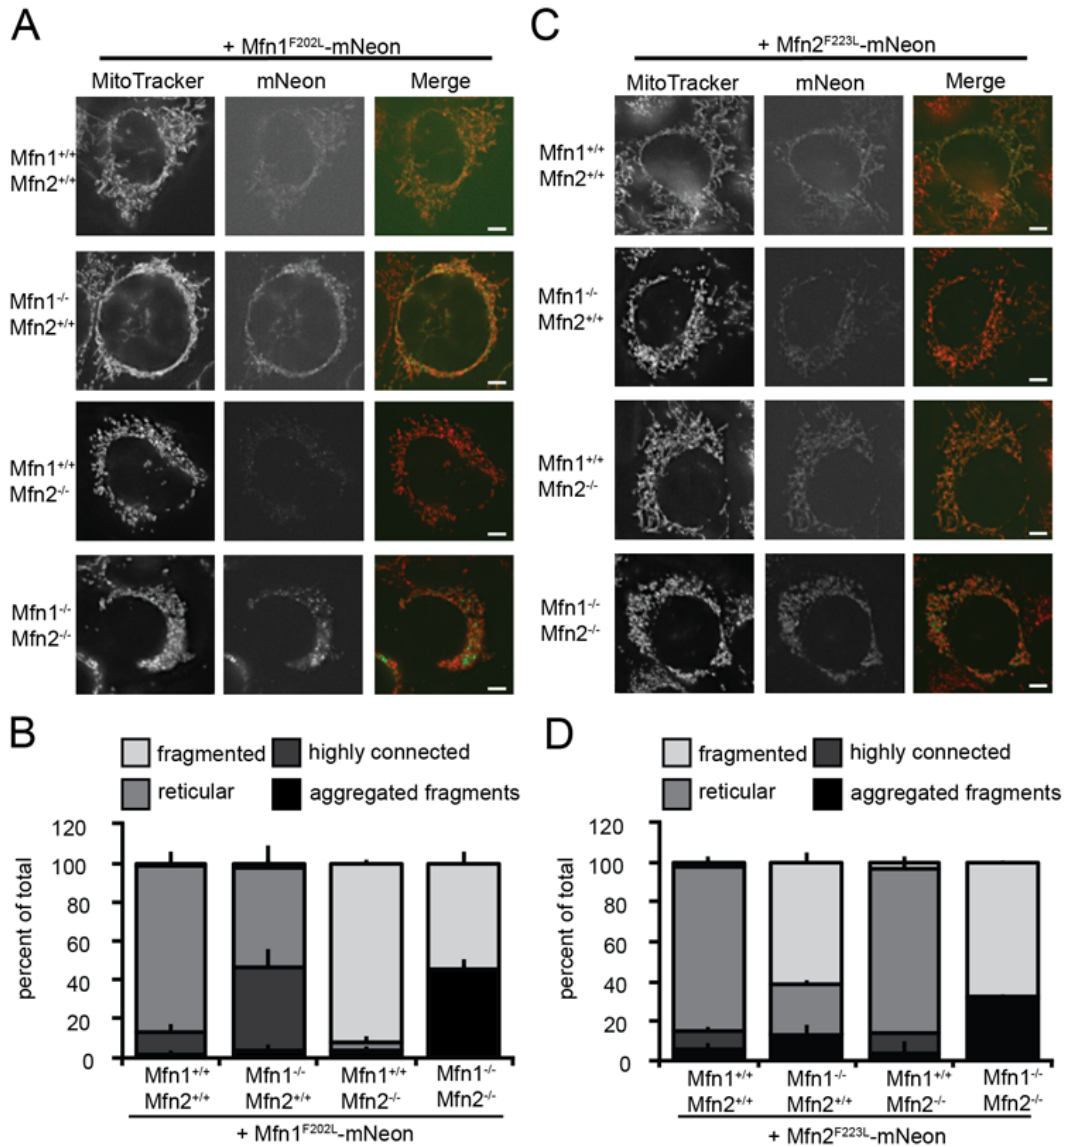 A
+ Mfn1F202L-mNeon
MitoTracker mNeon Merge
Mfn1+/+
Mfn2+/+
Mfn1-/-
Mfn2+/+
Mfn1+/+
Mfn2-/-
Mfn1-/-
Mfn2-/-
C
+ Mfn2F223L-mNeon
MitoTracker mNeon Merge
Mfn1+/+
Mfn2+/+
Mfn1-/-
Mfn2+/+
Mfn1+/+
Mfn2-/-
Mfn1-/-
Mfn2-/-
B
fragmented highly connected
reticular aggregated fragments
percent of total
120
100
80
60
40
20
0
Mfn1+/+ Mfn1-/- Mfn1+/+ Mfn1-/-
Mfn2+/+ Mfn2+/+ Mfn2-/- Mfn2-/-
+ Mfn1F202L-mNeon
D
fragmented highly connected
reticular aggregated fragments
percent of total
120
100
80
60
40
20
0
Mfn1+/+ Mfn1-/- Mfn1+/+ Mfn1-/-
Mfn2+/+ Mfn2+/+ Mfn2-/- Mfn2-/-
+ Mfn2F223L-mNeon